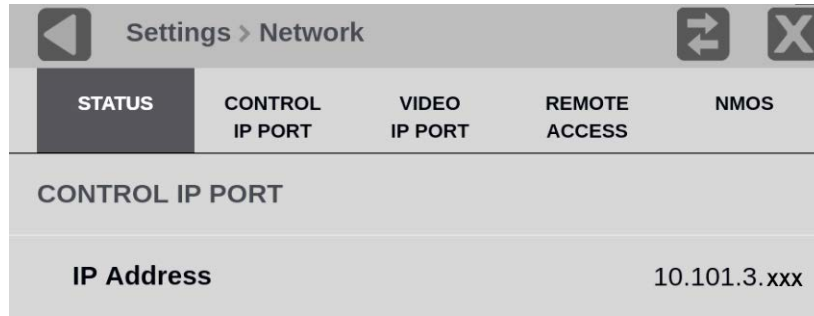 Settings > Network
STATUS
CONTROL
IP PORT
VIDEO
IP PORT
REMOTE
ACCESS
NMOS
CONTROL IP PORT
IP Address 10.101.3.xxx